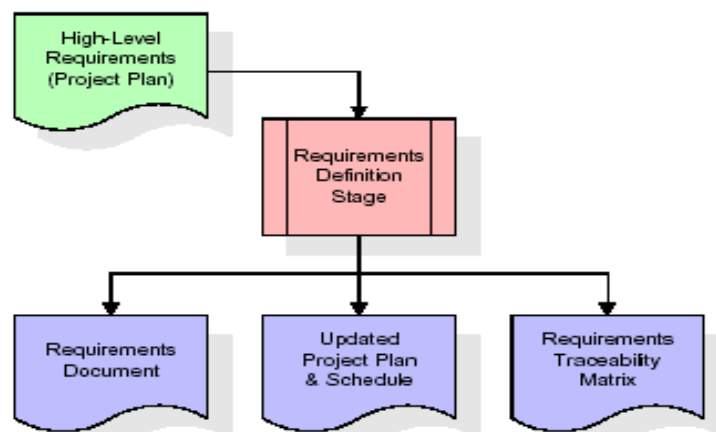 High-Level
Requirements
(Project Plan)
Requirements
Definition
Stage
Requirements
Document
Updated
Project Plan
& Schedule
Requirements
Traceability
Matrix